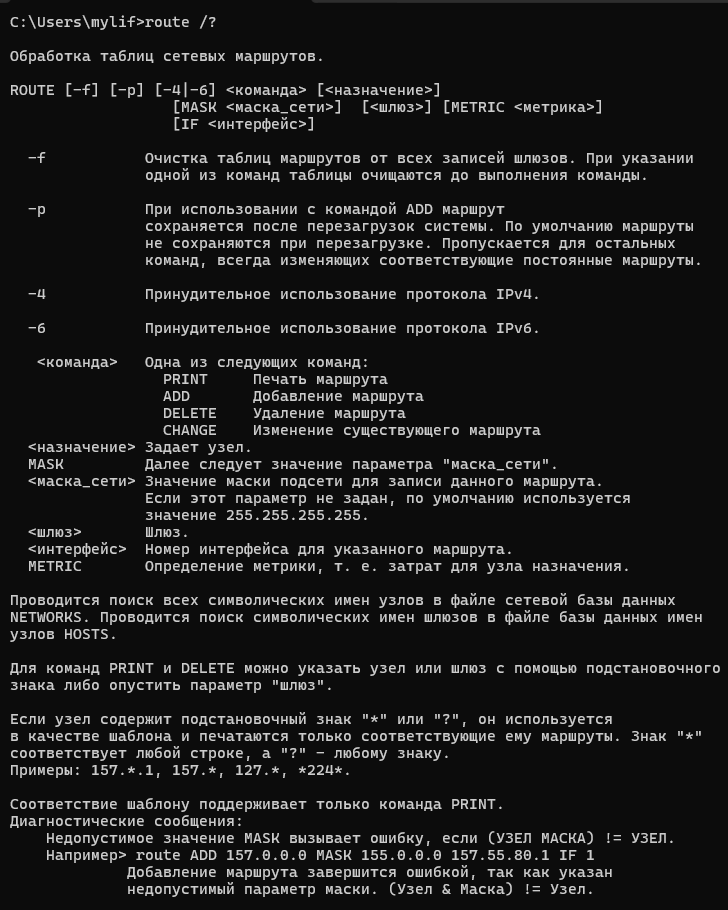 C:\Users\mylif>route /?
Обработка таблиц сетевых маршрутов.
ROUTE [-f] [-p] [-4|-6] <команда> [<назначение>]
[MASK <маска_сети>]  [<шлюз>] [METRIC <метрика>]
[IF <интерфейс>]
-f           Очистка таблиц маршрутов от всех записей шлюзов. При указании
одной из команд таблицы очищаются до выполнения команды.
-p           При использовании с командой ADD маршрут
сохраняется после перезагрузок системы. По умолчанию маршруты
не сохраняются при перезагрузке. Пропускается для остальных
команд, всегда изменяющих соответствующие постоянные маршруты.
-4           Принудительное использование протокола IPv4.
-6           Принудительное использование протокола IPv6.
<команда>   Одна из следующих команд:
PRINT     Печать маршрута
ADD       Добавление маршрута
DELETE    Удаление маршрута
CHANGE    Изменение существующего маршрута
<назначение> Задает узел.
MASK         Далее следует значение параметра "маска_сети".
<маска_сети> Значение маски подсети для записи данного маршрута.
Если этот параметр не задан, по умолчанию используется
значение 255.255.255.255.
<шлюз>       Шлюз.
<интерфейс>  Номер интерфейса для указанного маршрута.
METRIC       Определение метрики, т. е. затрат для узла назначения.
Проводится поиск всех символических имен узлов в файле сетевой базы данных
NETWORKS. Проводится поиск символических имен шлюзов в файле базы данных имен
узлов HOSTS.
Для команд PRINT и DELETE можно указать узел или шлюз с помощью подстановочного
знака либо опустить параметр "шлюз".
Если узел содержит подстановочный знак "*" или "?", он используется
в качестве шаблона и печатаются только соответствующие ему маршруты. Знак "*"
соответствует любой строке, а "?" - любому знаку.
Примеры: 157.*.1, 157.*, 127.*, *224*.
Соответствие шаблону поддерживает только команда PRINT.
Диагностические сообщения:
Недопустимое значение MASK вызывает ошибку, если (УЗЕЛ МАСКА) != УЗЕЛ.
Например> route ADD 157.0.0.0 MASK 155.0.0.0 157.55.80.1 IF 1
Добавление маршрута завершится ошибкой, так как указан
недопустимый параметр маски. (Узел & Маска) != Узел.